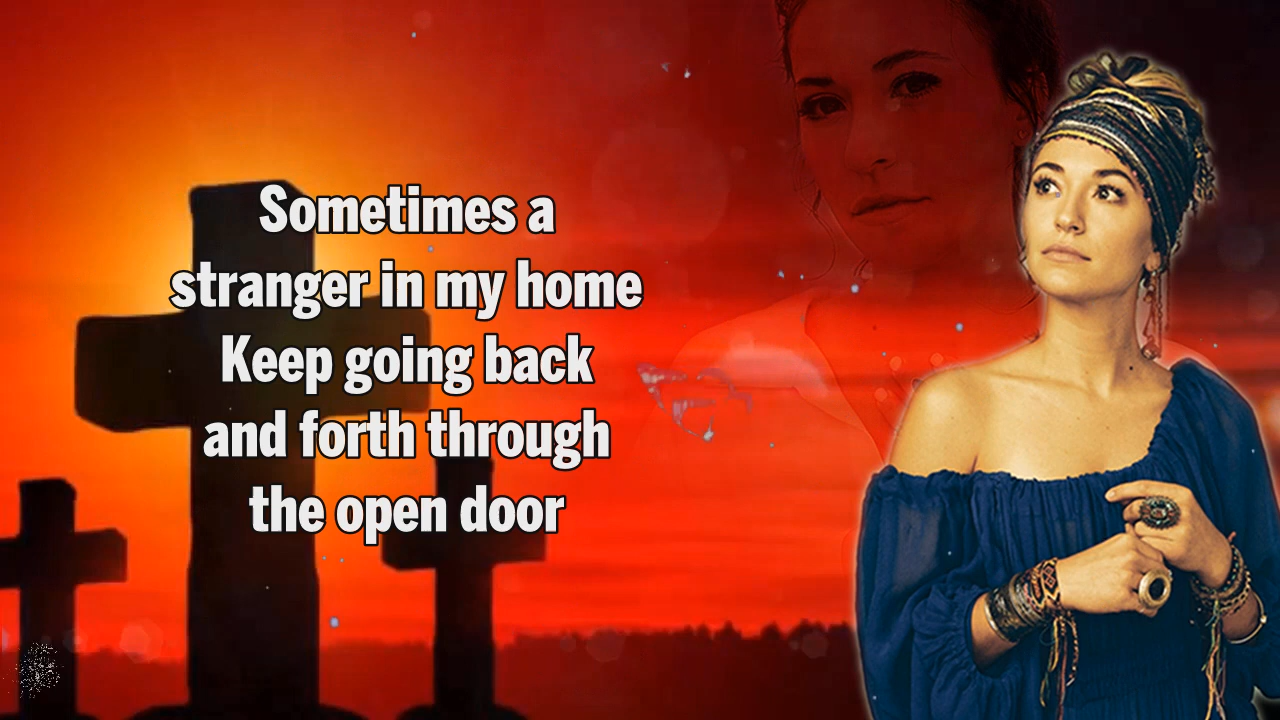 Sometimes a
stranger in my home
Keep going back
and forth through
the open door